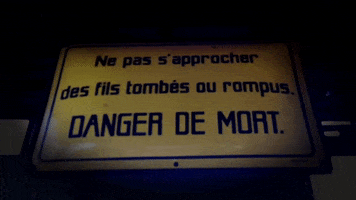 Ne pas s'approcher
des fils tombés ou rompus.
DANGER DE MORT.